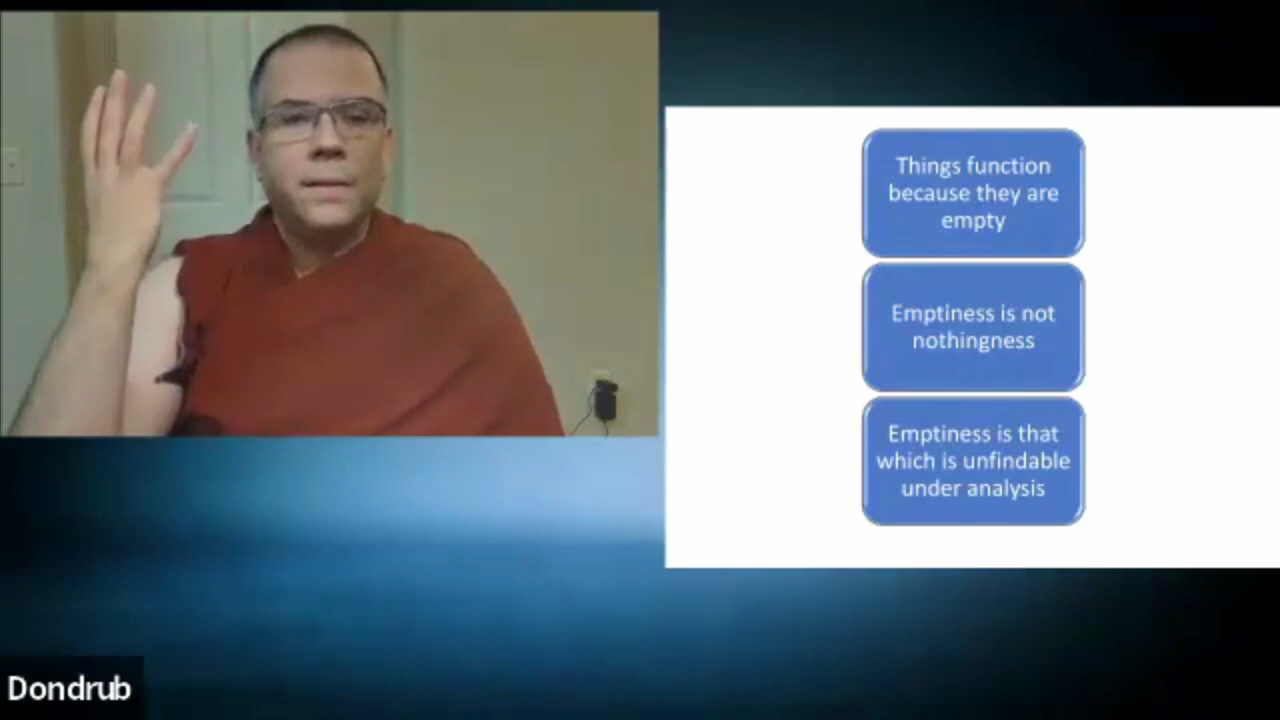 Things function
because they are
empty
Emptiness is not
nothingness
Emptiness is that
which is unfindable
under analysis
Dondrub